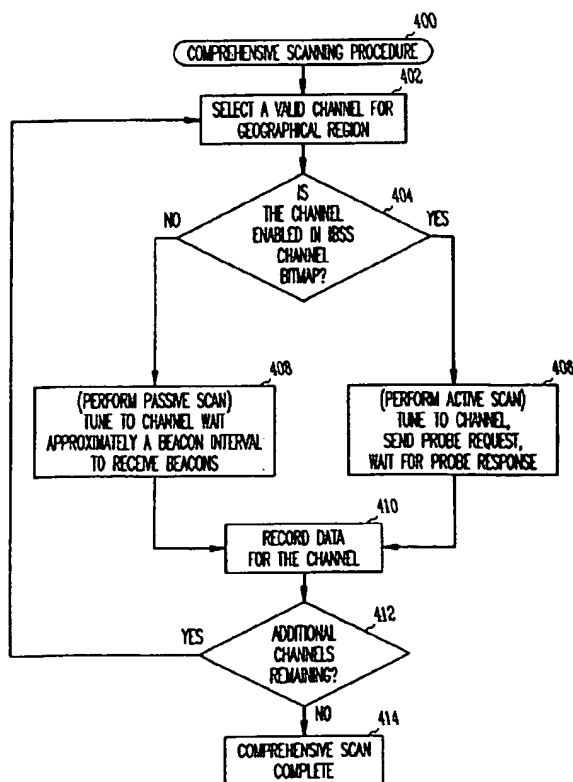 400
COMPREHENSIVE SCANNING PROCEDURE
402
SELECT A VALID CHANNEL FOR
GEOGRAPHICAL REGION
404
IS
THE CHANNEL
ENABLED IN IBSS
CHANNEL
BITMAP?
NO
YES
408
(PERFORM PASSIVE SCAN)
TUNE TO CHANNEL WAIT
APPROXIMATELY A BEACON INTERVAL
TO RECEIVE BEACONS
408
(PERFORM ACTIVE SCAN)
TUNE TO CHANNEL,
SEND PROBE REQUEST,
WAIT FOR PROBE RESPONSE
410
RECORD DATA
FOR THE CHANNEL
412
YES
ADDITIONAL
CHANNELS
REMAINING?
NO
414
COMPREHENSIVE SCAN
COMPLETE